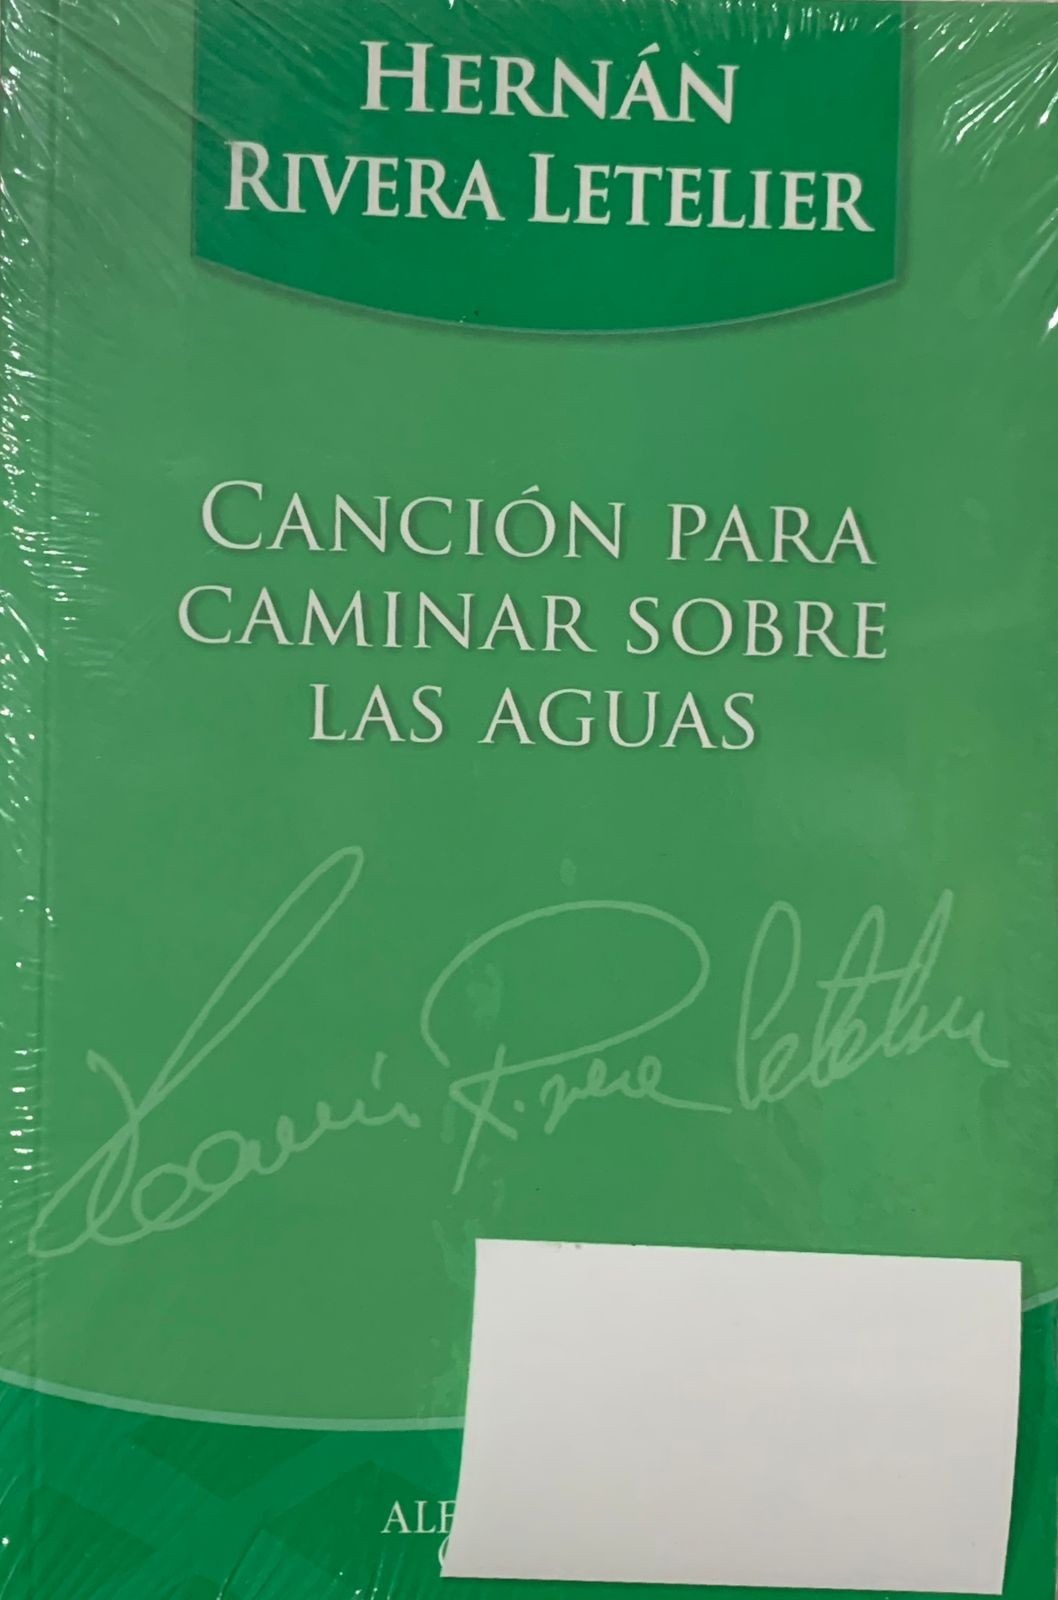 HERNÁN
RIVERA LETELIER
CANCIÓN PARA
CAMINAR SOBRE
LAS AGUAS